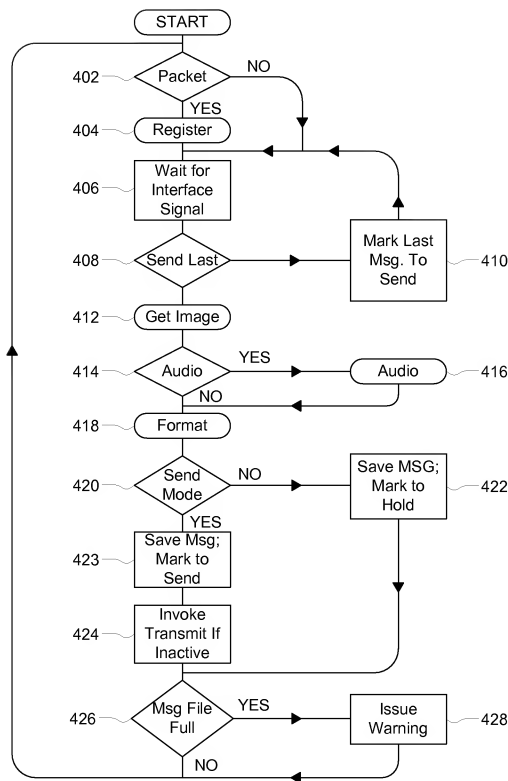 START
402
Packet
NO
YES
404
Register
406
Wait for
Interface
Signal
408
Send Last
Mark Last
Msg. To
Send
410
412
Get Image
414
Audio
YES
Audio
416
NO
418
Format
420
Send
Mode
NO
Save MSG;
Mark to
Hold
422
YES
423
Save Msg;
Mark to
Send
424
Invoke
Transmit If
Inactive
426
Msg File
Full
YES
Issue
Warning
428
NO